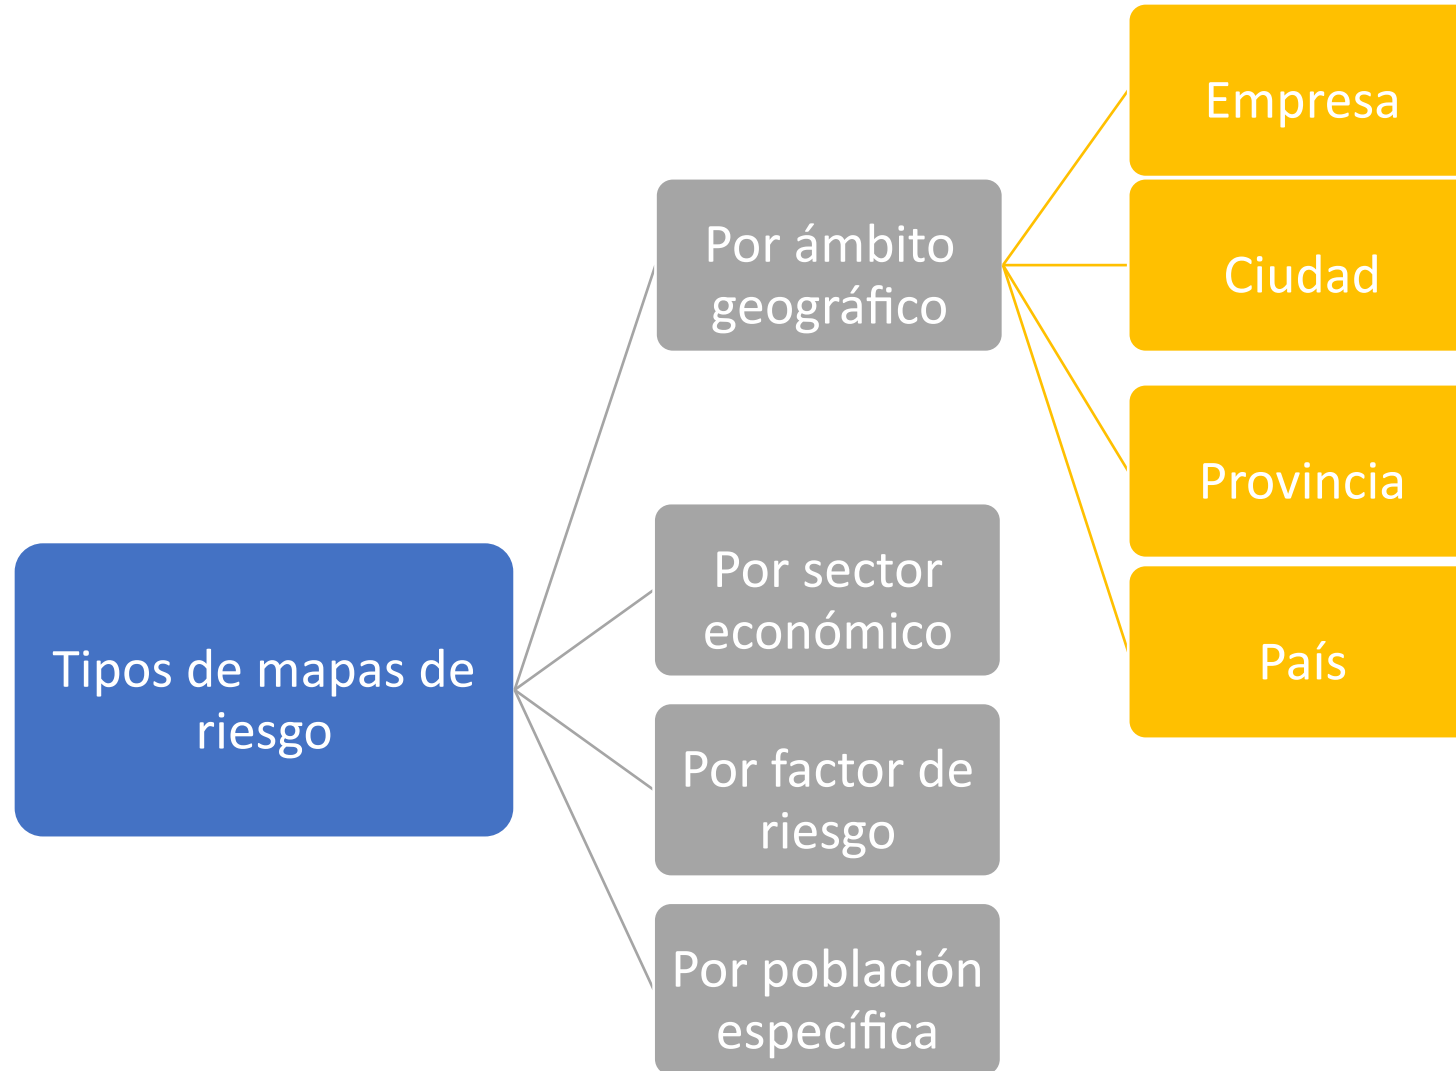 Tipos de mapas de
riesgo
Por ámbito
geográfico
Empresa
Ciudad
Provincia
País
Por sector
económico
Por factor de
riesgo
Por población
específica